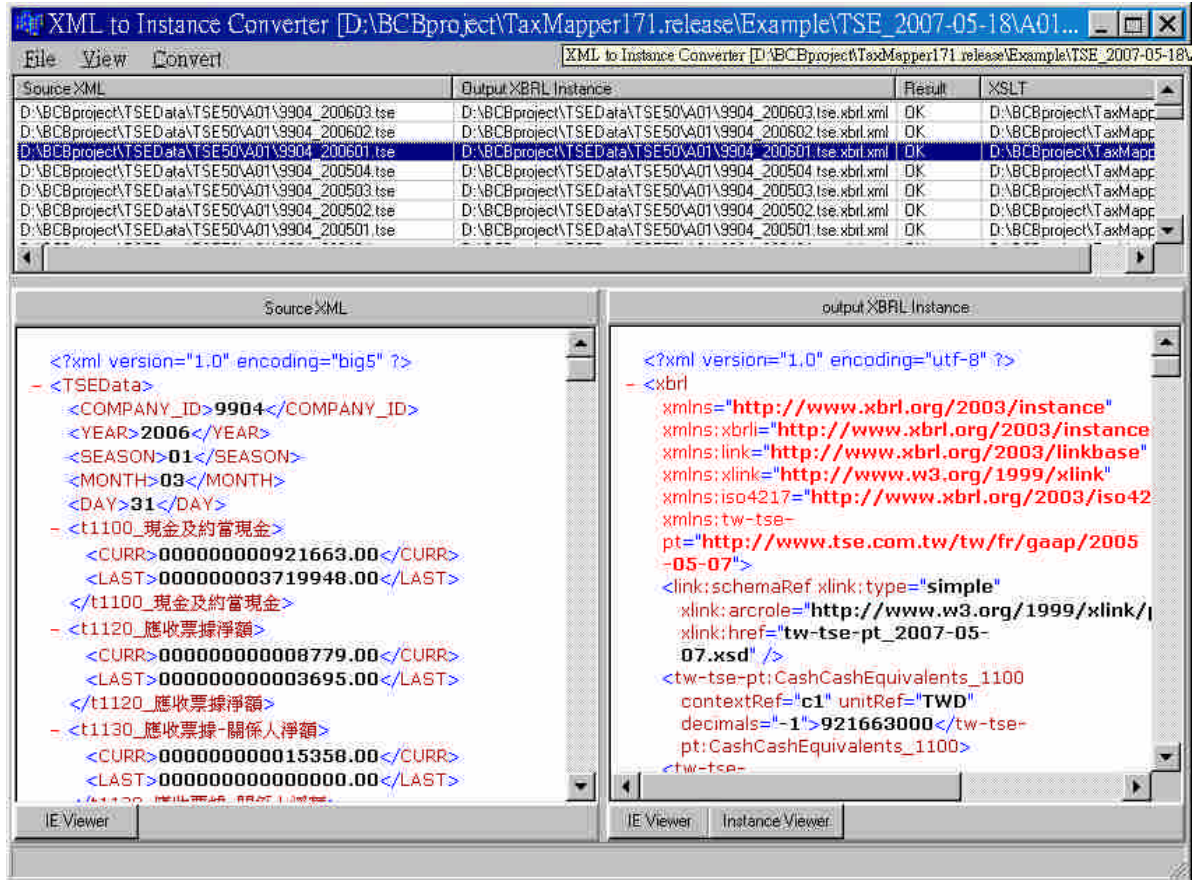 XML to Instance Converter [D:\BCBproject\TaxMapper171.release\Example\TSE_2007-05-18\A01...
File View Convert
XML to Instance Converter [D:\BCBproject\TaxMapper171.release\Example\TSE_2007-05-18\
Source XML Output XBRL Instance Result XSLT
D:\BCBproject\TSEData\TSE50\A01\9904_200603.tse D:\BCBproject\TSEData\TSE50\A01\9904_200603.tse.xbrl.xml OK D:\BCBproject\TaxMapp
D:\BCBproject\TSEData\TSE50\A01\9904_200602.tse D:\BCBproject\TSEData\TSE50\A01\9904_200602.tse.xbrl.xml OK D:\BCBproject\TaxMapp
D:\BCBproject\TSEData\TSE50\A01\9904_200601.tse D:\BCBproject\TSEData\TSE50\A01\9904_200601.tse.xbrl.xml OK D:\BCBproject\TaxMapp
D:\BCBproject\TSEData\TSE50\A01\9904_200504.tse D:\BCBproject\TSEData\TSE50\A01\9904_200504.tse.xbrl.xml OK D:\BCBproject\TaxMapp
D:\BCBproject\TSEData\TSE50\A01\9904_200503.tse D:\BCBproject\TSEData\TSE50\A01\9904_200503.tse.xbrl.xml OK D:\BCBproject\TaxMapp
D:\BCBproject\TSEData\TSE50\A01\9904_200502.tse D:\BCBproject\TSEData\TSE50\A01\9904_200502.tse.xbrl.xml OK D:\BCBproject\TaxMapp
D:\BCBproject\TSEData\TSE50\A01\9904_200501.tse D:\BCBproject\TSEData\TSE50\A01\9904_200501.tse.xbrl.xml OK D:\BCBproject\TaxMapp
Source XML
<?xml version="1.0" encoding="big5" ?>
- <TSEData>
<COMPANY_ID>9904</COMPANY_ID>
<YEAR>2006</YEAR>
<SEASON>01</SEASON>
<MONTH>03</MONTH>
<DAY>31</DAY>
- <t1100_現金及約當現金>
<CURR>000000000921663.00</CURR>
<LAST>000000003719948.00</LAST>
</t1100_現金及約當現金>
- <t1120_應收票據淨額>
<CURR>000000000008779.00</CURR>
<LAST>000000000003695.00</LAST>
</t1120_應收票據淨額>
- <t1130_應收票據-關係人淨額>
<CURR>000000000015358.00</CURR>
<LAST>000000000000000.00</LAST>
</t1130_應收票據-關係人淨額>
IE Viewer
output XBRL Instance
<?xml version="1.0" encoding="utf-8" ?>
- <xbrl
xmlns="http://www.xbrl.org/2003/instance"
xmlns:xbrli="http://www.xbrl.org/2003/instance
xmlns:link="http://www.xbrl.org/2003/linkbase"
xmlns:xlink="http://www.w3.org/1999/xlink"
xmlns:iso4217="http://www.xbrl.org/2003/iso42
xmlns:tw-tse-
pt="http://www.tse.com.tw/tw/fr/gaap/2005
-05-07">
<link:schemaRef xlink:type="simple"
xlink:arcrole="http://www.w3.org/1999/xlink/p
xlink:href="tw-tse-pt_2007-05-
07.xsd" />
<tw-tse-pt:CashCashEquivalents_1100
contextRef="c1" unitRef="TWD"
decimals="-1">921663000</tw-tse-
pt:CashCashEquivalents_1100>
<tw-tse-
IE Viewer Instance Viewer